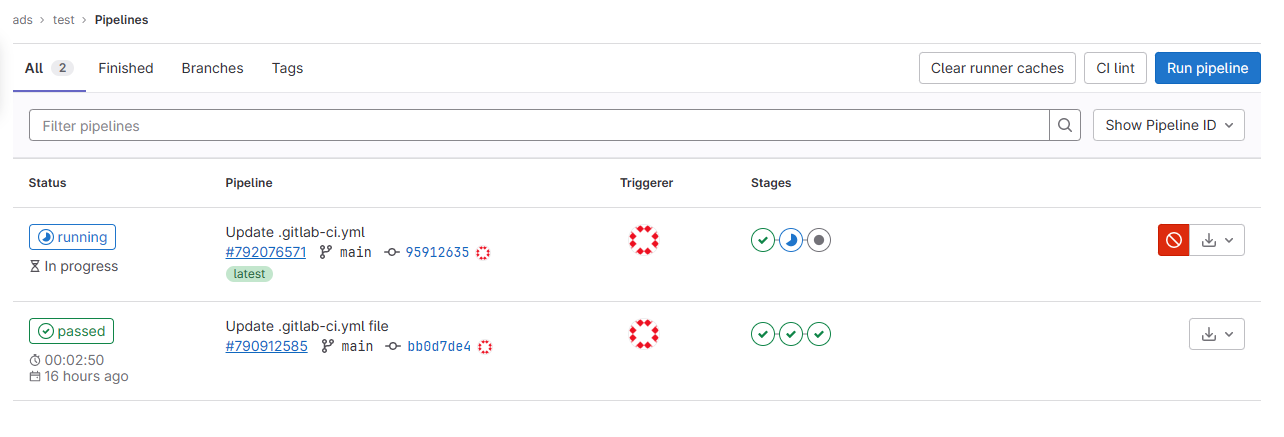 ads › test › Pipelines
All 2 Finished Branches Tags Clear runner caches CI lint Run pipeline
Filter pipelines Show Pipeline ID
Status Pipeline Triggerer Stages
running Update .gitlab-ci.yml
#792076571 main 95912635
In progress
latest
passed Update .gitlab-ci.yml file
#790912585 main bb0d7de4
00:02:50
16 hours ago